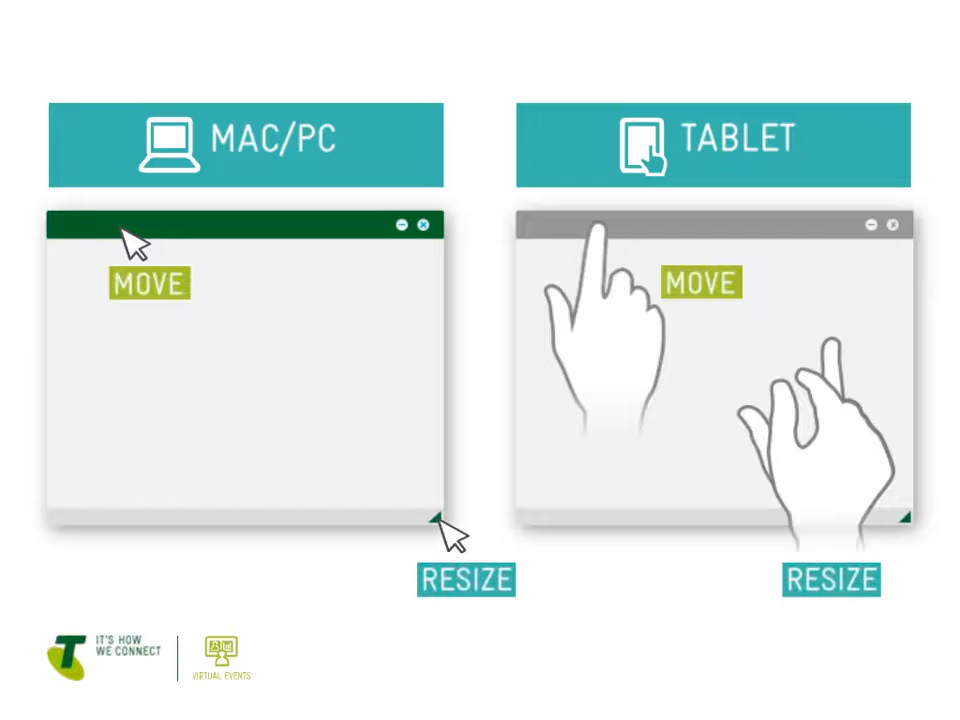 MAC/PC
TABLET
MOVE
MOVE
RESIZE
RESIZE
IT'S HOW
WE CONNECT
VIRTUAL EVENTS